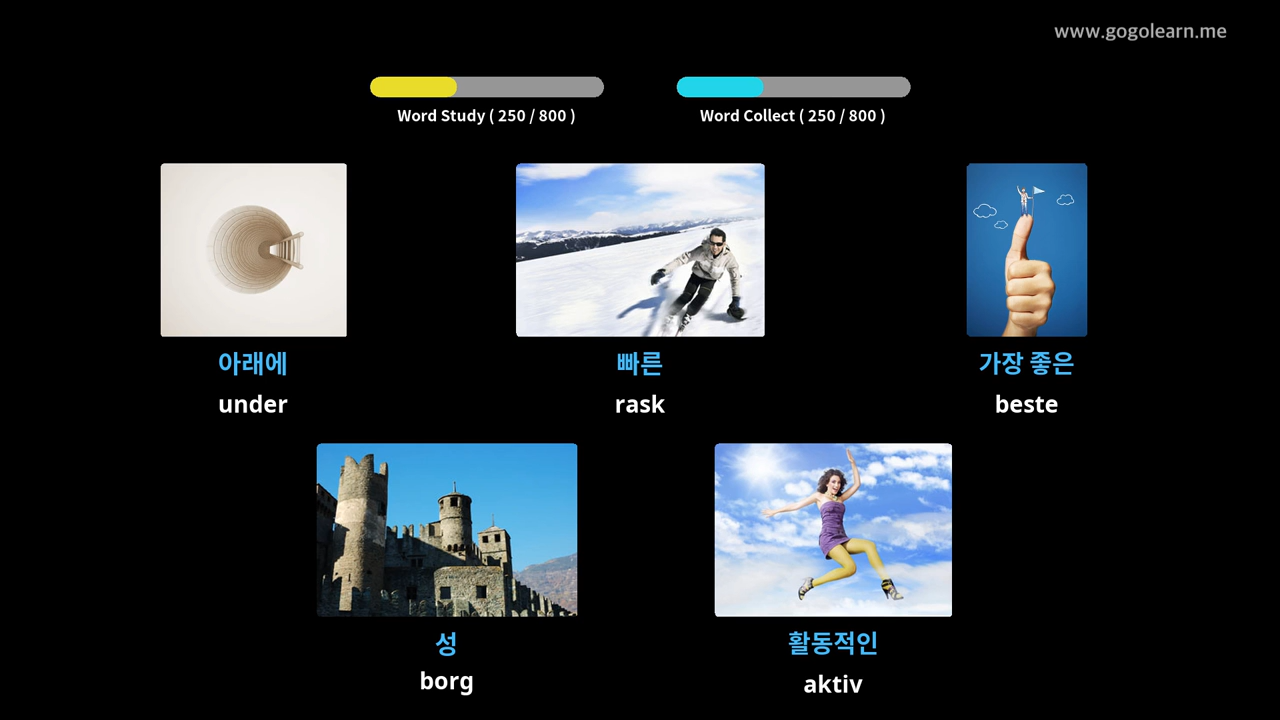 www.gogolearn.me
Word Study ( 250 / 800 )
Word Collect ( 250 / 800 )
아래에
under
빠른
rask
가장 좋은
beste
성
borg
활동적인
aktiv